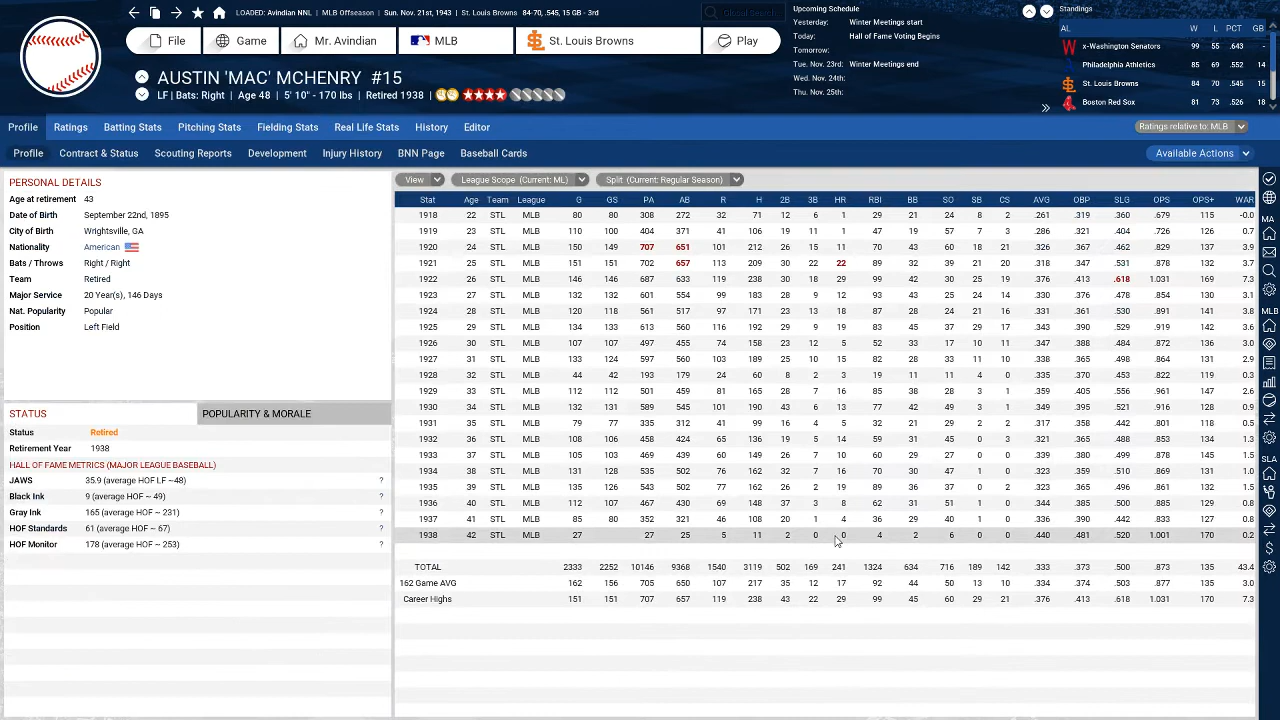 LOADED: Avindian NNL | MLB Offseason | Sun. Nov. 21st, 1943 | St. Louis Browns 84-70, .545, 15 GB - 3rd
Global Search
File Game Mr. Avindian MLB St. Louis Browns Play
Upcoming Schedule
Yesterday: Winter Meetings start
Today: Hall of Fame Voting Begins
Tomorrow:
Tue. Nov. 23rd: Winter Meetings end
Wed. Nov. 24th:
Thu. Nov. 25th:
Standings
AL W L PCT GB
x-Washington Senators 99 55 .643 -
Philadelphia Athletics 85 69 .552 14
St. Louis Browns 84 70 .545 15
Boston Red Sox 81 73 .526 18
AUSTIN 'MAC' MCHENRY #15
LF | Bats: Right | Age 48 | 5' 10" - 170 lbs | Retired 1938
Profile Ratings Batting Stats Pitching Stats Fielding Stats Real Life Stats History Editor
Ratings relative to: MLB
Profile Contract & Status Scouting Reports Development Injury History BNN Page Baseball Cards
Available Actions
PERSONAL DETAILS
Age at retirement 43
Date of Birth September 22nd, 1895
City of Birth Wrightsville, GA
Nationality American
Bats / Throws Right / Right
Team Retired
Major Service 20 Year(s), 146 Days
Nat. Popularity Popular
Position Left Field
STATUS POPULARITY & MORALE
Status Retired
Retirement Year 1938
HALL OF FAME METRICS (MAJOR LEAGUE BASEBALL)
JAWS 35.9 (average HOF LF ~48) ?
Black Ink 9 (average HOF ~ 49) ?
Gray Ink 165 (average HOF ~ 231) ?
HOF Standards 61 (average HOF ~ 67) ?
HOF Monitor 178 (average HOF ~ 253) ?
View League Scope (Current: ML) Split (Current: Regular Season)
Stat Age Team League G GS PA AB R H 2B 3B HR RBI BB SO SB CS AVG OBP SLG OPS OPS+ WAR
1918 22 STL MLB 80 80 308 272 32 71 12 6 1 29 21 24 8 2 .261 .319 .360 .679 115 -0.0
1919 23 STL MLB 110 100 404 371 41 106 19 11 1 43 25 39 6 0 .286 .321 .404 .726 126 0.7
1920 24 STL MLB 150 149 707 651 101 212 26 15 11 70 43 60 18 21 .326 .367 .462 .829 137 3.9
1921 25 STL MLB 151 151 702 657 113 209 30 22 22 89 32 39 21 20 .318 .347 .531 .878 132 3.7
1922 26 STL MLB 146 146 687 633 119 238 30 18 29 99 42 30 25 19 .376 .413 .618 1.031 169 7.3
1923 27 STL MLB 132 132 601 554 99 183 28 9 12 93 43 25 24 14 .330 .376 .478 .854 130 3.1
1924 28 STL MLB 120 118 561 517 97 171 23 13 18 87 28 24 21 16 .331 .361 .530 .891 141 3.8
1925 29 STL MLB 134 133 613 560 116 192 29 9 19 83 45 37 29 17 .343 .390 .529 .919 142 3.6
1926 30 STL MLB 107 107 497 455 74 158 23 12 5 52 33 17 10 11 .347 .388 .484 .872 136 3.0
1927 31 STL MLB 133 124 597 560 103 189 25 10 15 82 28 33 11 10 .338 .365 .498 .864 131 2.9
1928 32 STL MLB 44 42 193 179 24 60 8 2 3 19 11 11 4 0 .335 .370 .453 .822 119 0.3
1929 33 STL MLB 112 112 501 459 81 165 28 7 16 85 38 28 3 1 .359 .405 .556 .961 147 2.6
1930 34 STL MLB 132 131 589 545 101 190 43 6 13 77 42 49 3 1 .349 .395 .521 .916 128 0.9
1931 35 STL MLB 79 77 335 312 41 99 16 4 5 32 21 29 2 2 .317 .358 .442 .801 118 0.5
1932 36 STL MLB 108 106 458 424 65 136 16 5 14 59 31 45 0 3 .321 .365 .488 .853 134 1.3
1933 37 STL MLB 105 103 469 439 60 149 26 7 10 60 29 27 0 0 .339 .380 .499 .878 145 1.5
1934 38 STL MLB 131 128 535 502 76 162 32 7 16 70 30 47 1 0 .323 .359 .510 .869 131 1.0
1935 39 STL MLB 135 126 543 502 77 162 26 2 19 89 36 37 0 2 .323 .365 .496 .861 132 1.5
1936 40 STL MLB 107 107 467 430 69 148 37 3 8 62 31 51 1 0 .344 .385 .500 .885 129 0.8
1937 41 STL MLB 85 80 352 321 46 108 20 1 4 36 29 40 2 1 .336 .390 .442 .833 127 0.8
1938 42 STL MLB 27 27 25 5 11 2 0 0 4 2 6 0 0 .440 .481 .520 1.001 170 0.2
TOTAL 2333 2252 10146 9368 1540 3119 502 169 241 1324 634 716 189 142 .333 .373 .500 .873 135 43.4
162 Game AVG 162 156 705 650 107 217 35 12 17 92 44 50 13 10 .334 .374 .503 .877 135 3.0
Career Highs 151 151 707 657 119 238 43 22 29 99 45 60 29 21 .376 .413 .618 1.031 170 7.3
MA
MLB
SLA